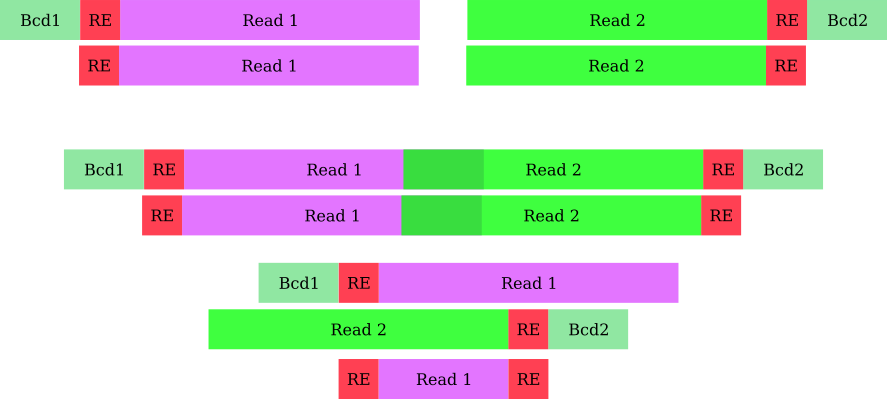 Bcd1 RE Read 1 Read 2 RE Bcd2
RE Read 1 Read 2 RE
Bcd1 RE Read 1 Read 2 RE Bcd2
RE Read 1 Read 2 RE
Bcd1 RE Read 1
Read 2 RE Bcd2
RE Read 1 RE